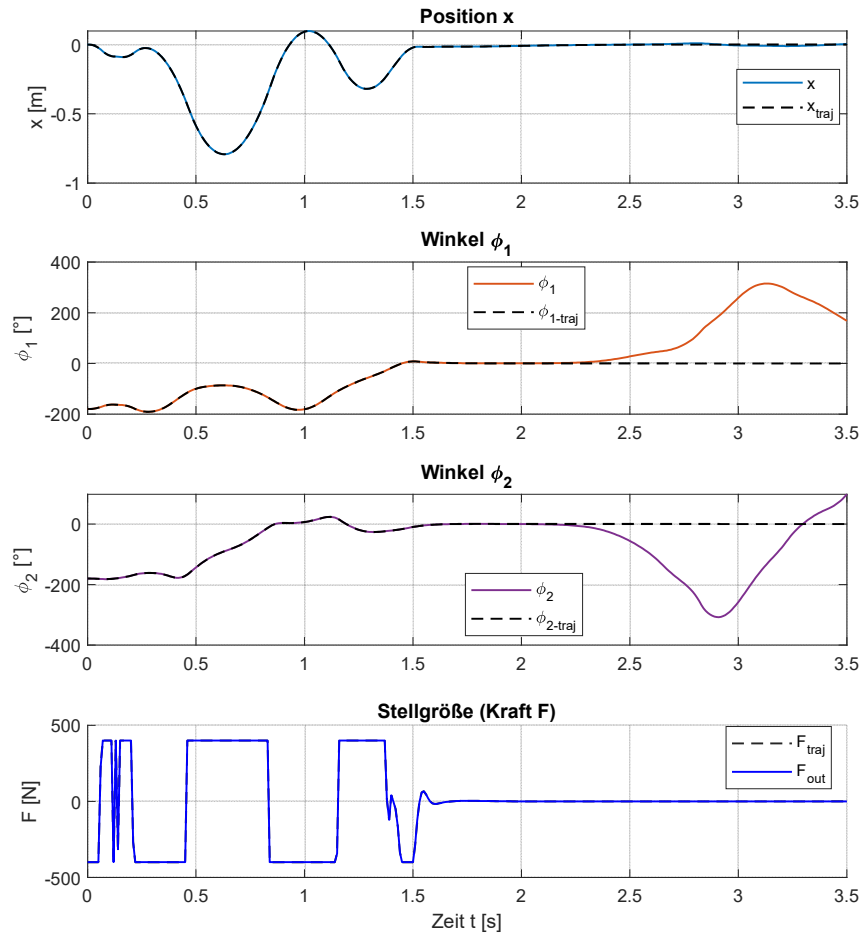 Position x
0
-0.5
-1
x [m]
x
x_traj
0 0.5 1 1.5 2 2.5 3 3.5
Winkel ϕ_1
400
200
0
-200
ϕ_1 [°]
ϕ_1
ϕ_1-traj
0 0.5 1 1.5 2 2.5 3 3.5
Winkel ϕ_2
0
-200
-400
ϕ_2 [°]
ϕ_2
ϕ_2-traj
0 0.5 1 1.5 2 2.5 3 3.5
Stellgröße (Kraft F)
500
0
-500
F [N]
F_traj
F_out
0 0.5 1 1.5 2 2.5 3 3.5
Zeit t [s]